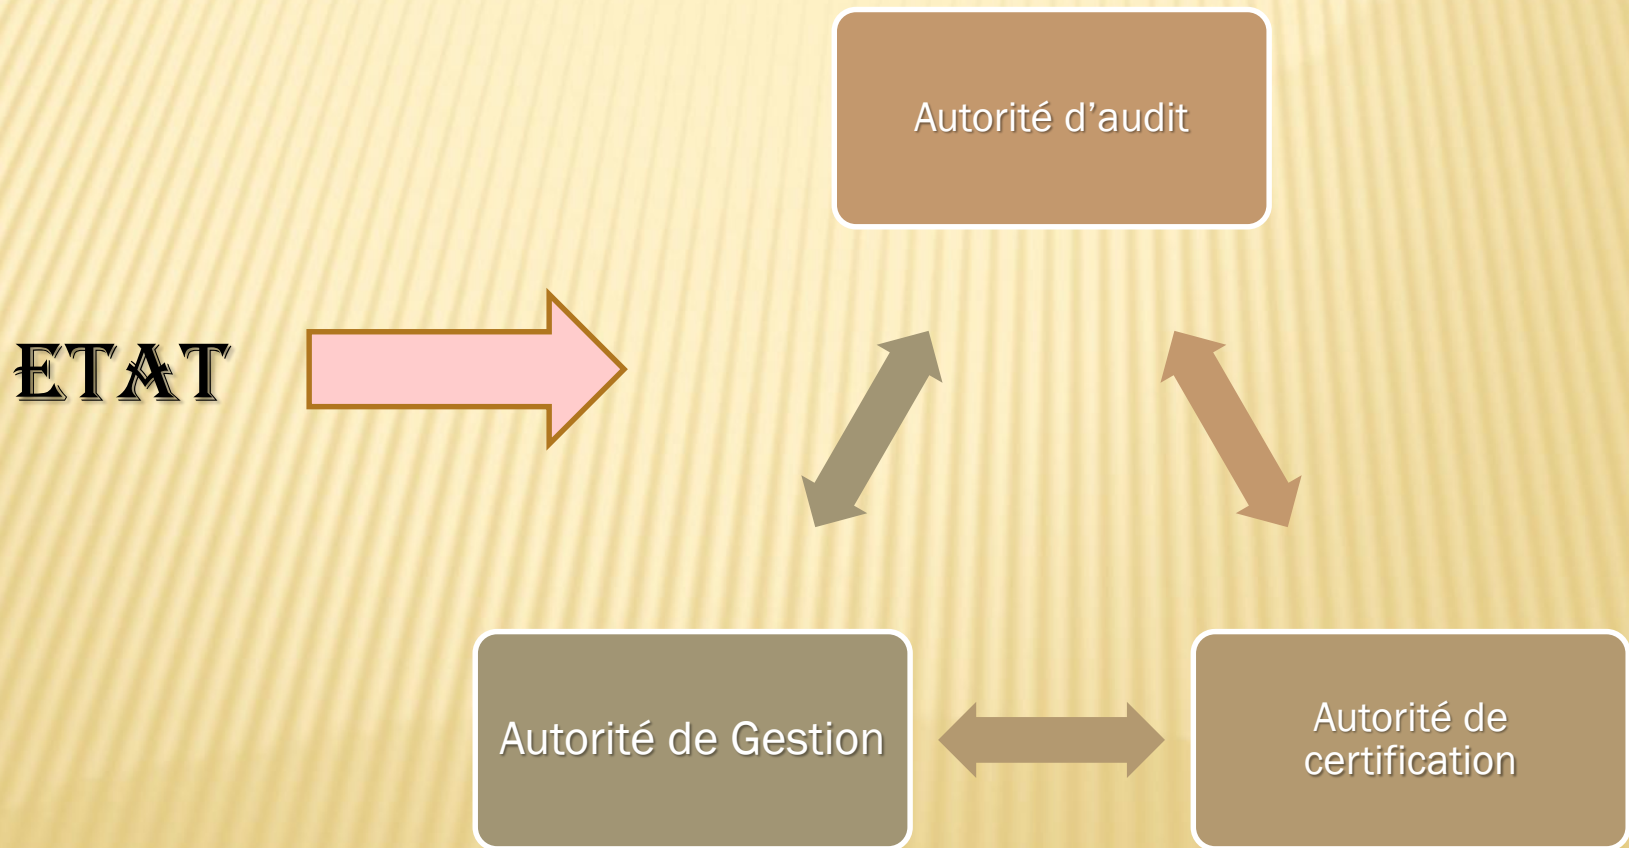 Autorité d’audit
ETAT
Autorité de Gestion
Autorité de
certification